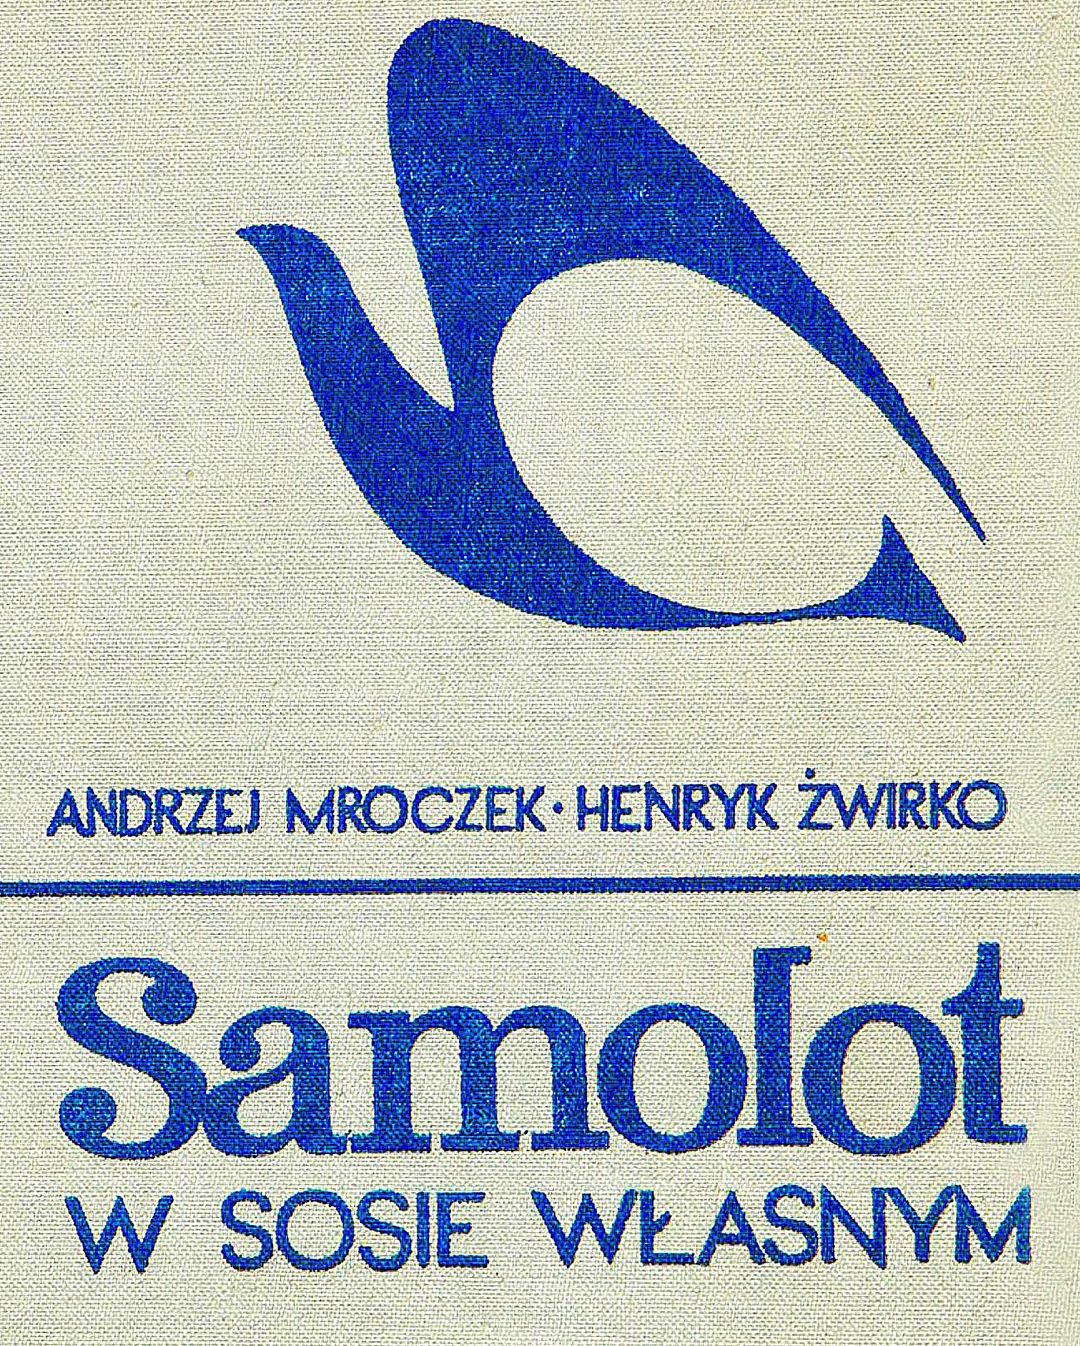 ANDRZEJ MROCZEK · HENRYK ŻWIRKO
Samolot
W SOSIE WŁASNYM